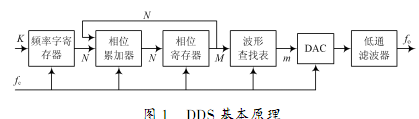 N
K
频率字寄
存器
N
相位
累加器
N
相位
寄存器
M
波形
查找表
m
DAC
低通
滤波器
f₀
f꜀
图 1 DDS 基本原理